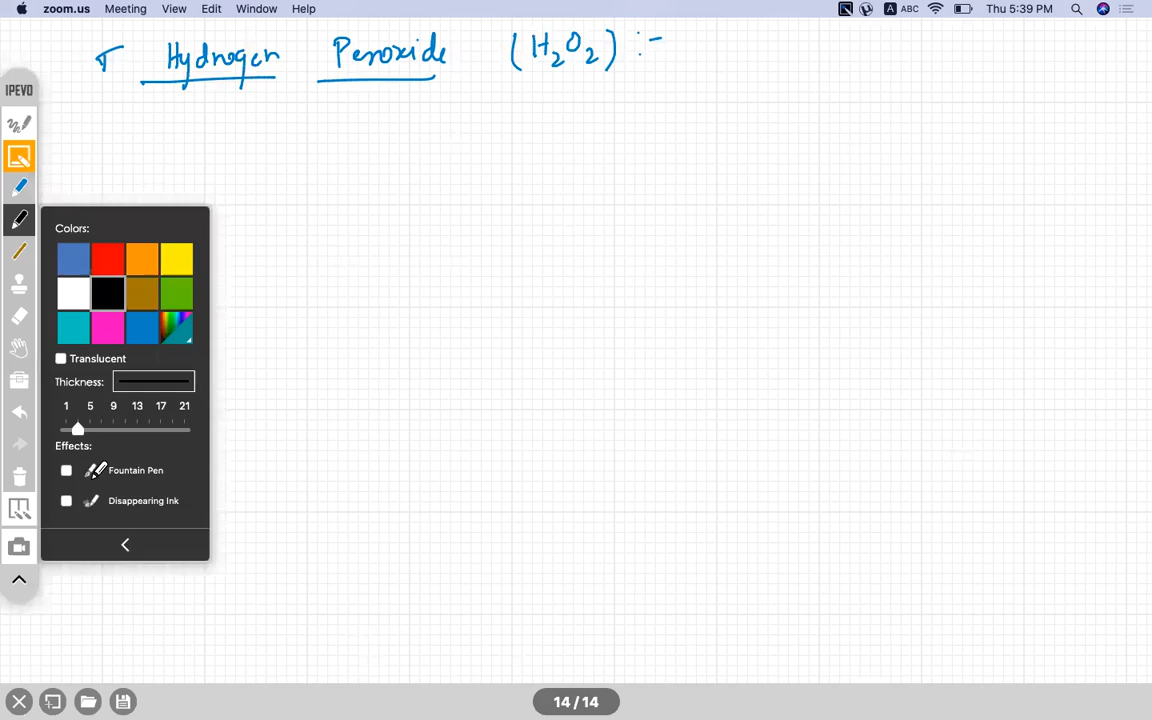 zoom.us Meeting View Edit Window Help ABC Thu 5:39 PM
Hydrogen Peroxide (H₂O₂) :-
IPEVO
Colors:
Translucent
Thickness:
1 5 9 13 17 21
Effects:
Fountain Pen
Disappearing Ink
14 / 14